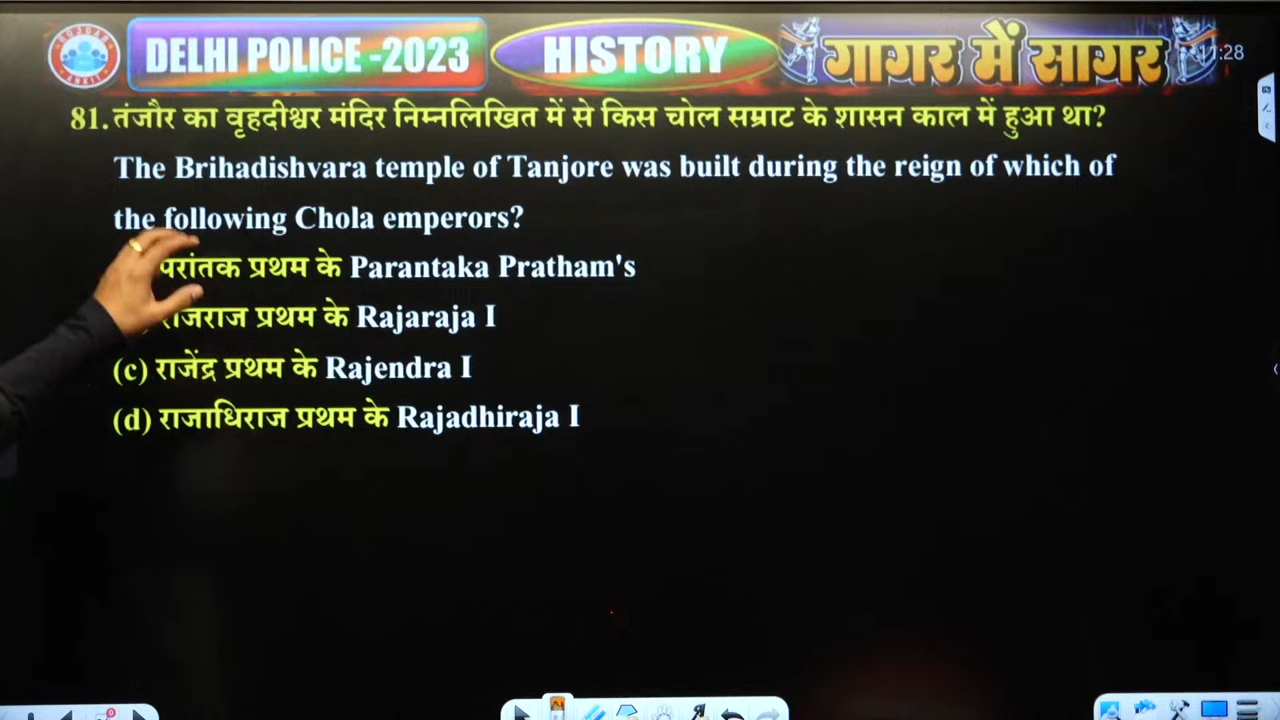 DELHI POLICE -2023
HISTORY
गागर में सागर
:28
81. तंजौर का वृहदीश्वर मंदिर निम्नलिखित में से किस चोल सम्राट के शासन काल में हुआ था?
The Brihadishvara temple of Tanjore was built during the reign of which of
the following Chola emperors?
परांतक प्रथम के Parantaka Pratham's
राजराज प्रथम के Rajaraja I
(c) राजेंद्र प्रथम के Rajendra I
(d) राजाधिराज प्रथम के Rajadhiraja I